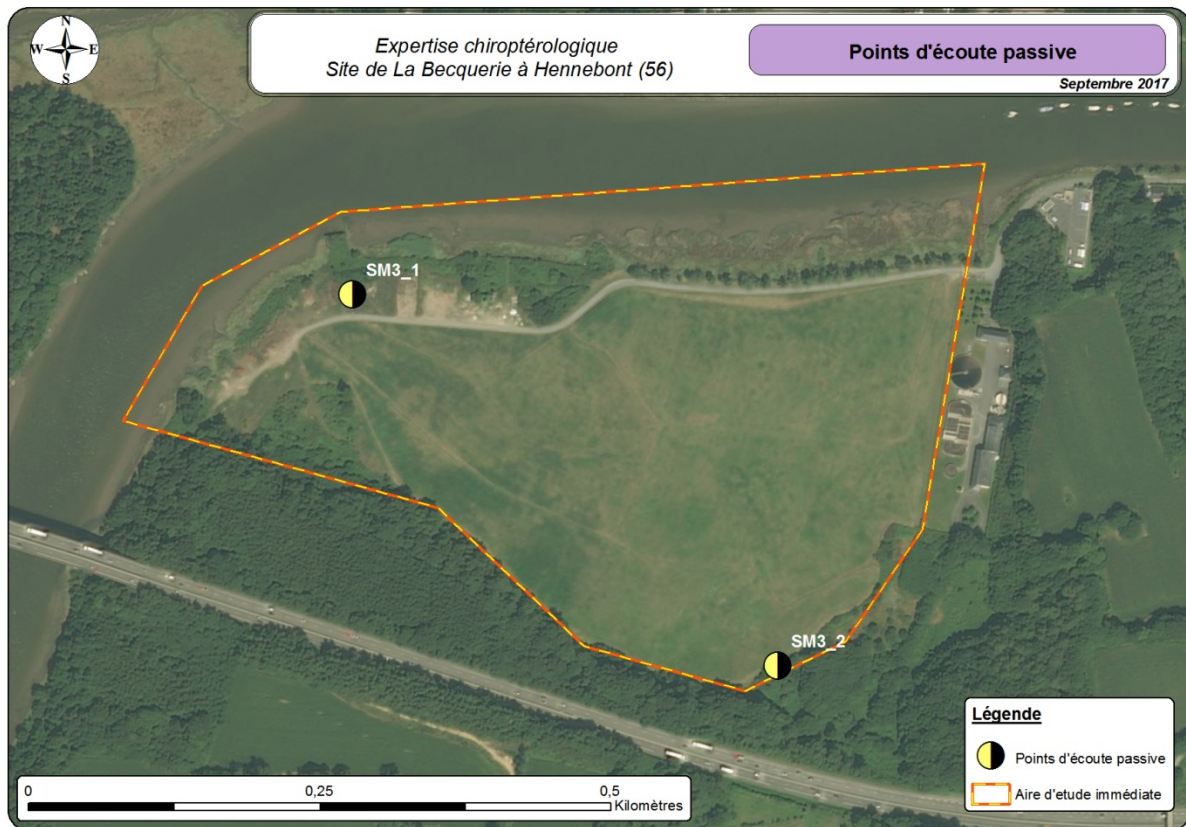 N
W E
S
Expertise chiroptérologique
Site de La Becquerie à Hennebont (56)
Points d'écoute passive
Septembre 2017
SM3_1
SM3_2
Légende
Points d'écoute passive
Aire d'etude immédiate
0 0,25 0,5
Kilomètres